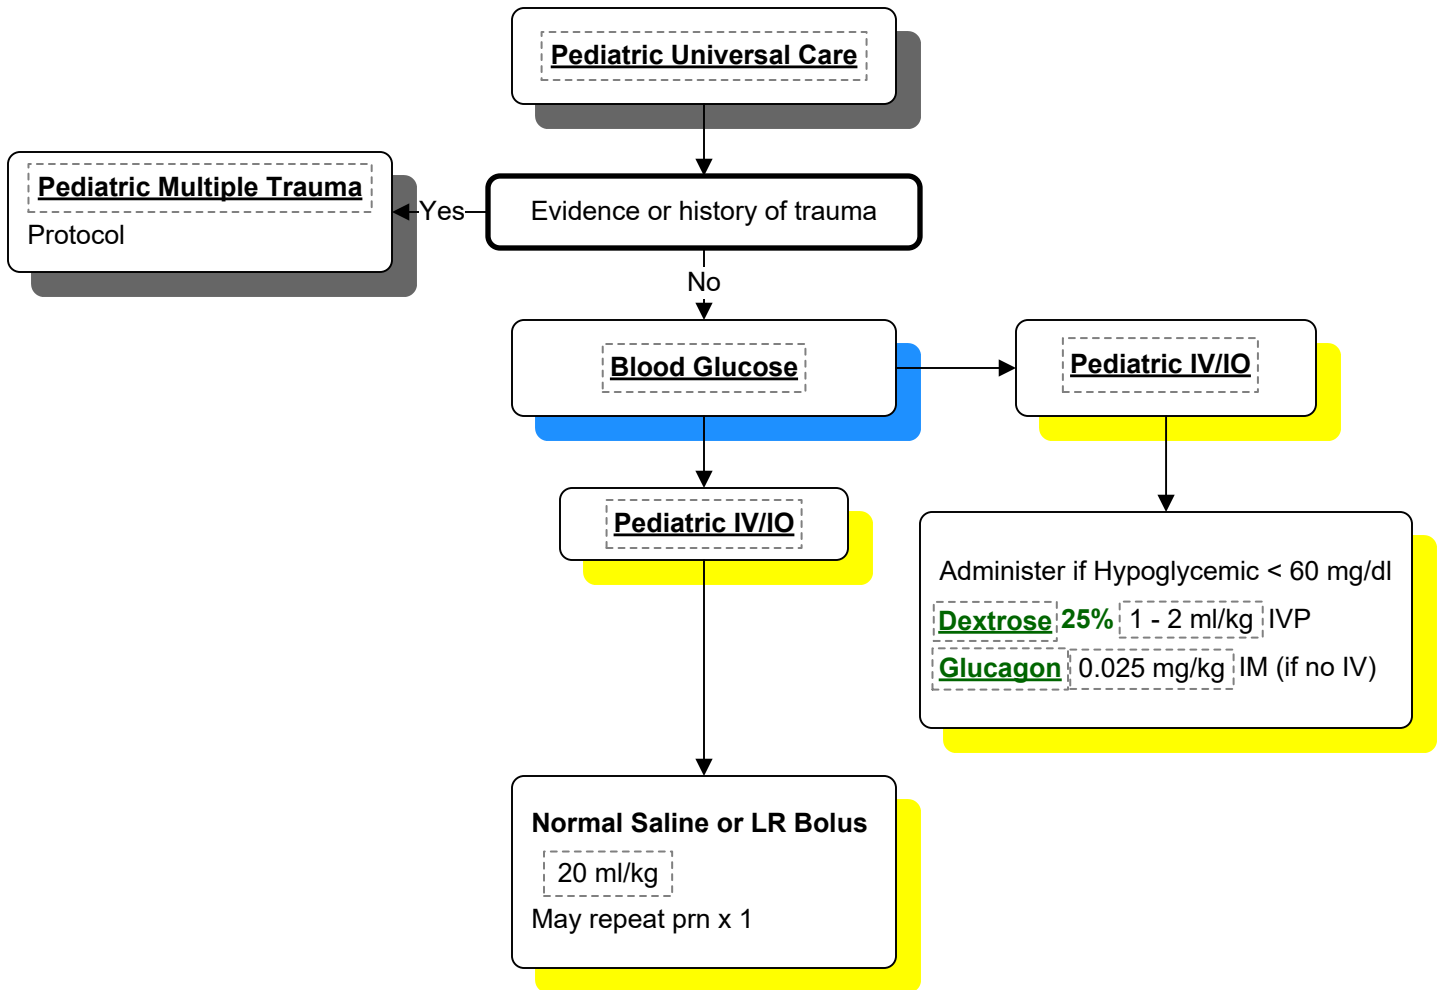 Pediatric Universal Care
Pediatric Multiple Trauma
Protocol
Yes
Evidence or history of trauma
No
Blood Glucose
Pediatric IV/IO
Pediatric IV/IO
Administer if Hypoglycemic < 60 mg/dl
Dextrose 25% 1 - 2 ml/kg IVP
Glucagon 0.025 mg/kg IM (if no IV)
Normal Saline or LR Bolus
20 ml/kg
May repeat prn x 1